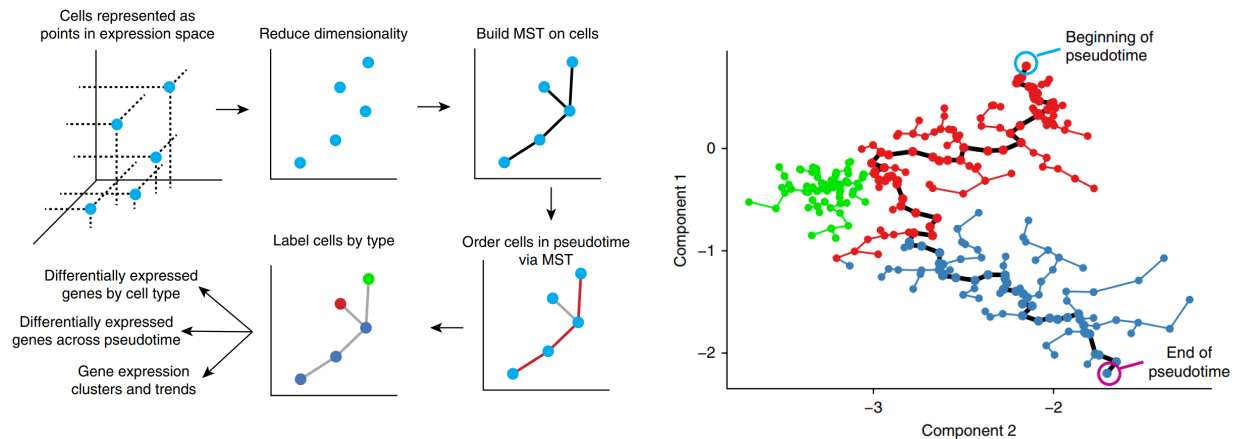 Cells represented as
points in expression space
Reduce dimensionality
Build MST on cells
Order cells in pseudotime
via MST
Label cells by type
Differentially expressed
genes by cell type
Differentially expressed
genes across pseudotime
Gene expression
clusters and trends
Beginning of
pseudotime
Component 1
0
−1
−2
End of
pseudotime
−3
−2
Component 2